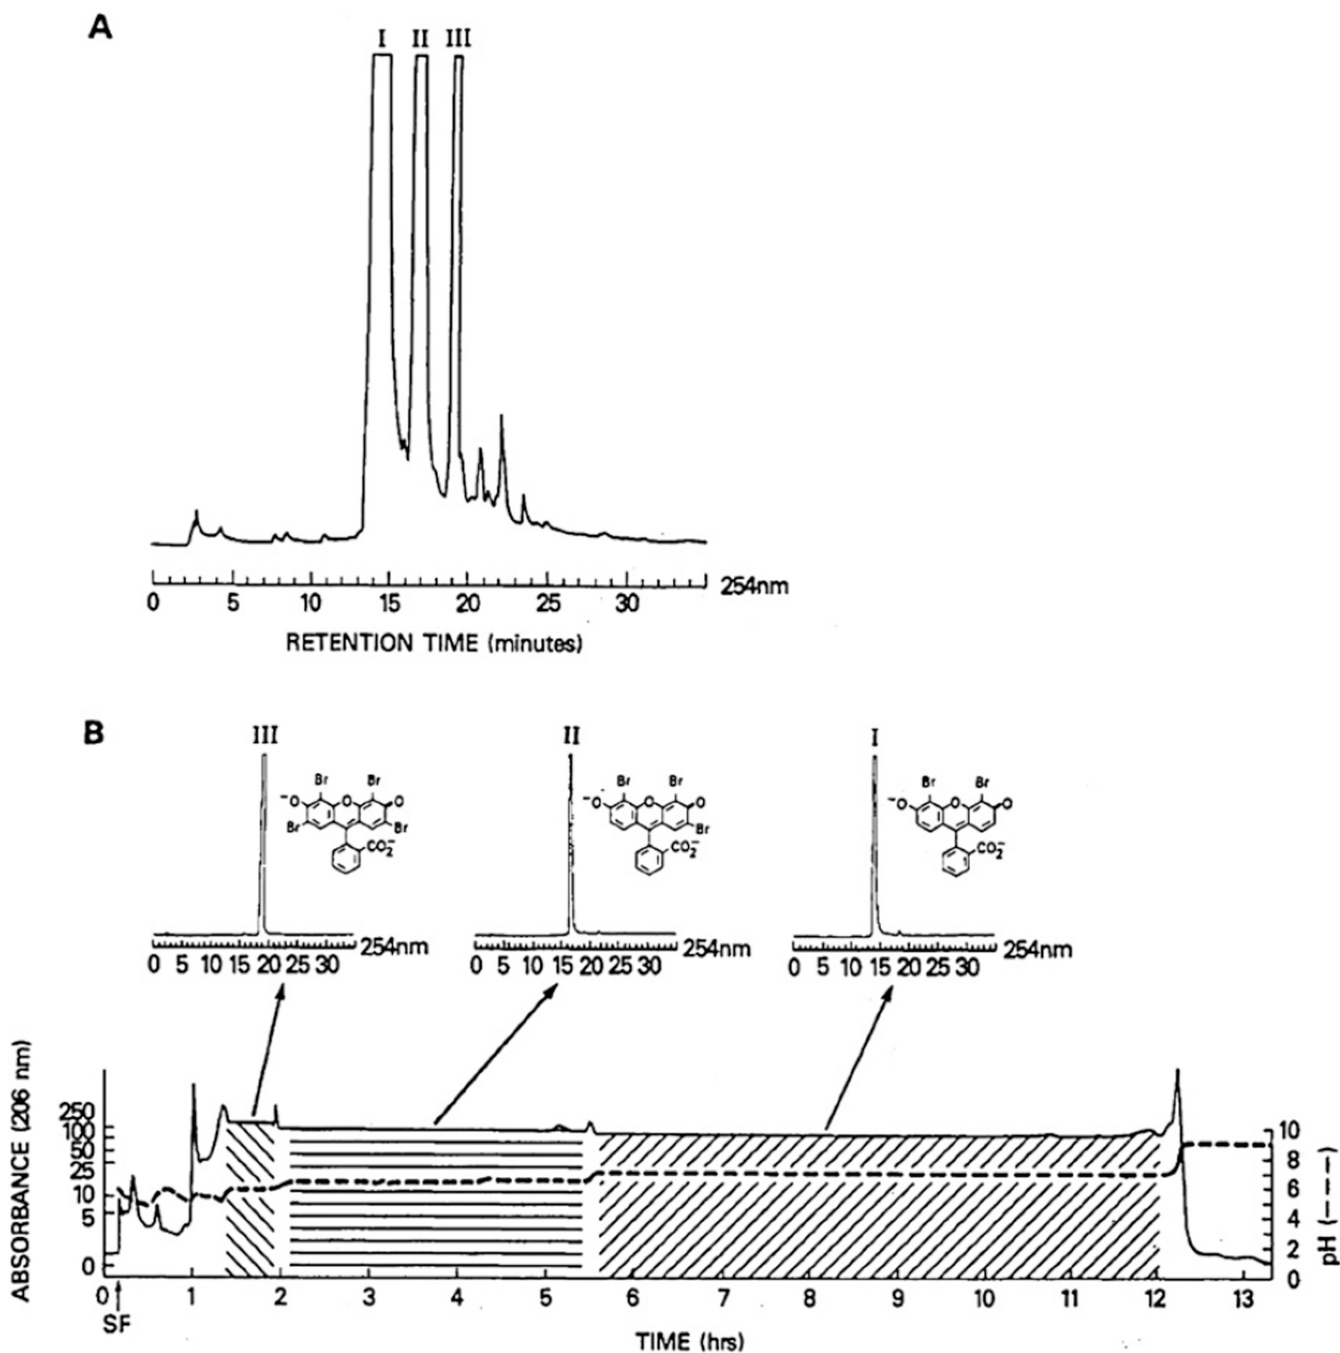 A
I II III
254nm
0 5 10 15 20 25 30
RETENTION TIME (minutes)
B
III II I
Br Br Br Br Br Br
⁻O O O ⁻O O O ⁻O O O
Br Br Br
CO₂⁻ CO₂⁻ CO₂⁻
254nm 254nm 254nm
0 5 10 15 20 25 30 0 5 10 15 20 25 30 0 5 10 15 20 25 30
ABSORBANCE (206 nm)
250
100
50
25
10
5
0
10
8
6
4
2
0
pH (----)
0 1 2 3 4 5 6 7 8 9 10 11 12 13
SF
TIME (hrs)